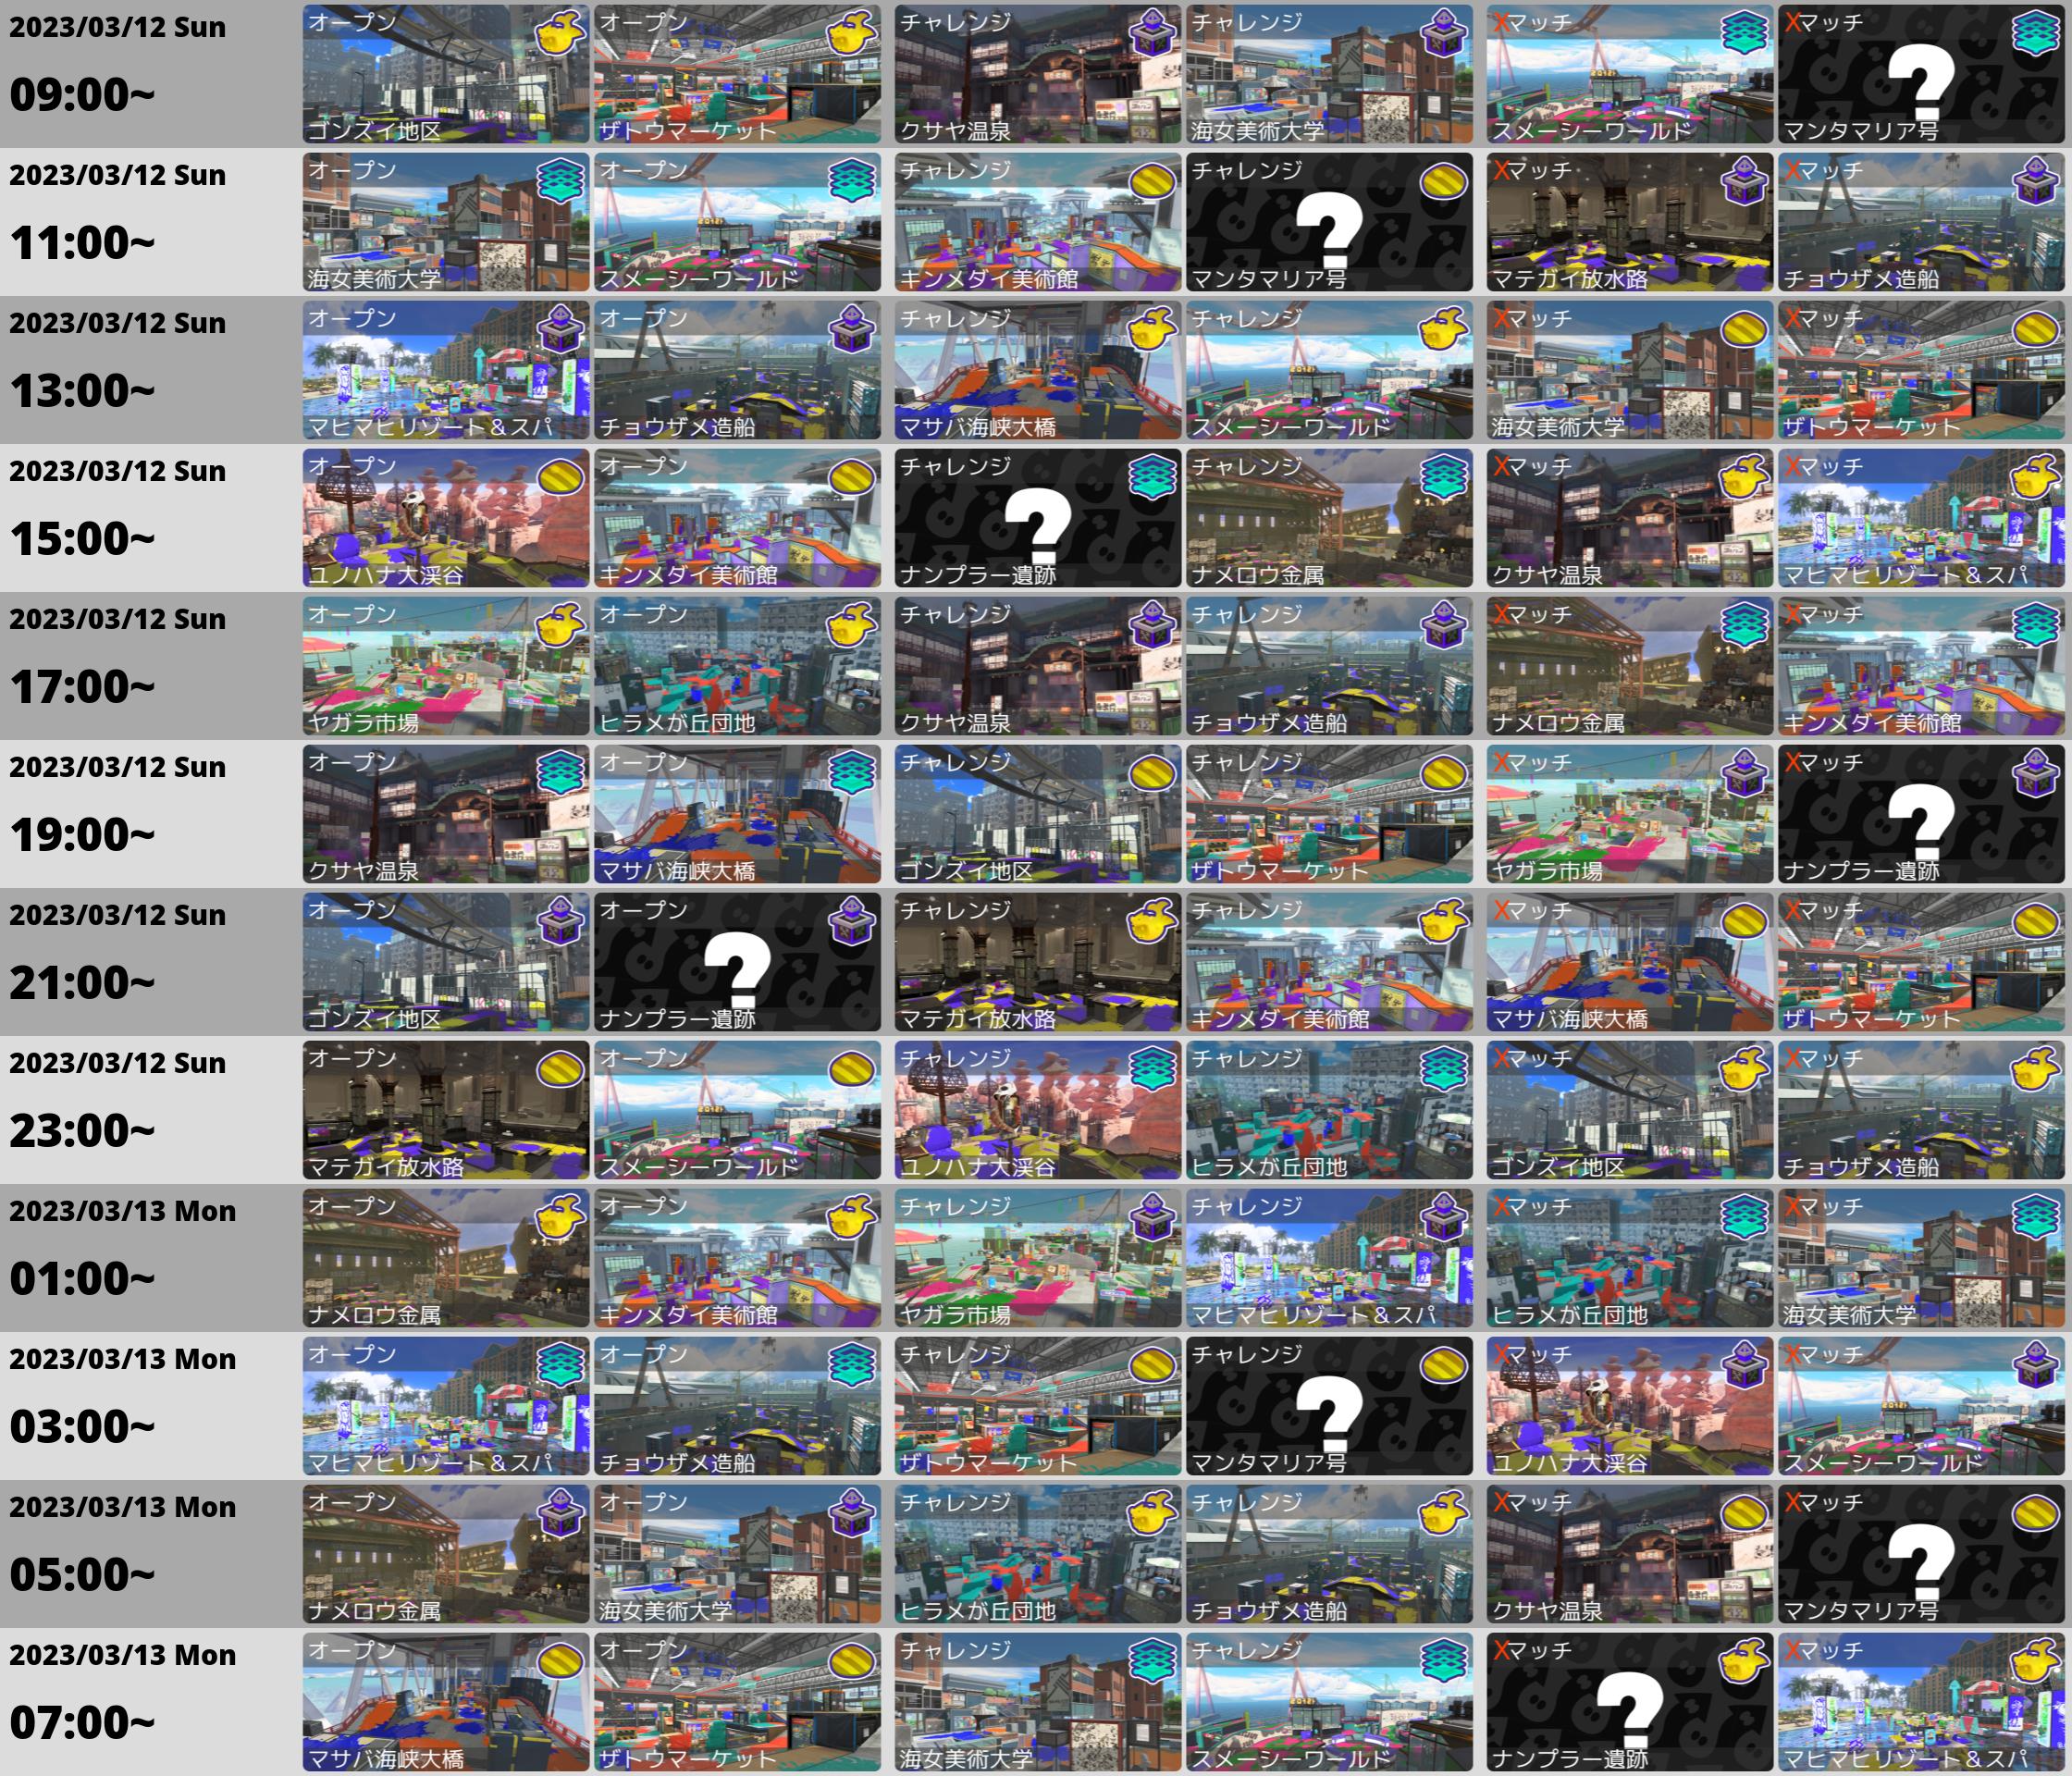 2023/03/12 Sun
09:00~
オープン
ゴンズイ地区
オープン
ザトウマーケット
チャレンジ
クサヤ温泉
チャレンジ
海女美術大学
Xマッチ
スメーシーワールド
Xマッチ
?
マンタマリア号
2023/03/12 Sun
11:00~
オープン
海女美術大学
オープン
スメーシーワールド
チャレンジ
キンメダイ美術館
チャレンジ
?
マンタマリア号
Xマッチ
マテガイ放水路
Xマッチ
チョウザメ造船
2023/03/12 Sun
13:00~
オープン
マヒマヒリゾート＆スパ
オープン
チョウザメ造船
チャレンジ
マサバ海峡大橋
チャレンジ
スメーシーワールド
Xマッチ
海女美術大学
Xマッチ
ザトウマーケット
2023/03/12 Sun
15:00~
オープン
ユノハナ大渓谷
オープン
キンメダイ美術館
チャレンジ
?
ナンプラー遺跡
チャレンジ
ナメロウ金属
Xマッチ
クサヤ温泉
Xマッチ
マヒマヒリゾート＆スパ
2023/03/12 Sun
17:00~
オープン
ヤガラ市場
オープン
ヒラメが丘団地
チャレンジ
クサヤ温泉
チャレンジ
チョウザメ造船
Xマッチ
ナメロウ金属
Xマッチ
キンメダイ美術館
2023/03/12 Sun
19:00~
オープン
クサヤ温泉
オープン
マサバ海峡大橋
チャレンジ
ゴンズイ地区
チャレンジ
ザトウマーケット
Xマッチ
ヤガラ市場
Xマッチ
?
ナンプラー遺跡
2023/03/12 Sun
21:00~
オープン
ゴンズイ地区
オープン
?
ナンプラー遺跡
チャレンジ
マテガイ放水路
チャレンジ
キンメダイ美術館
Xマッチ
マサバ海峡大橋
Xマッチ
ザトウマーケット
2023/03/12 Sun
23:00~
オープン
マテガイ放水路
オープン
スメーシーワールド
チャレンジ
ユノハナ大渓谷
チャレンジ
ヒラメが丘団地
Xマッチ
ゴンズイ地区
Xマッチ
チョウザメ造船
2023/03/13 Mon
01:00~
オープン
ナメロウ金属
オープン
キンメダイ美術館
チャレンジ
ヤガラ市場
チャレンジ
マヒマヒリゾート＆スパ
Xマッチ
ヒラメが丘団地
Xマッチ
海女美術大学
2023/03/13 Mon
03:00~
オープン
マヒマヒリゾート＆スパ
オープン
チョウザメ造船
チャレンジ
ザトウマーケット
チャレンジ
?
マンタマリア号
Xマッチ
ユノハナ大渓谷
Xマッチ
スメーシーワールド
2023/03/13 Mon
05:00~
オープン
ナメロウ金属
オープン
海女美術大学
チャレンジ
ヒラメが丘団地
チャレンジ
チョウザメ造船
Xマッチ
クサヤ温泉
Xマッチ
?
マンタマリア号
2023/03/13 Mon
07:00~
オープン
マサバ海峡大橋
オープン
ザトウマーケット
チャレンジ
海女美術大学
チャレンジ
スメーシーワールド
Xマッチ
?
ナンプラー遺跡
Xマッチ
マヒマヒリゾート＆スパ